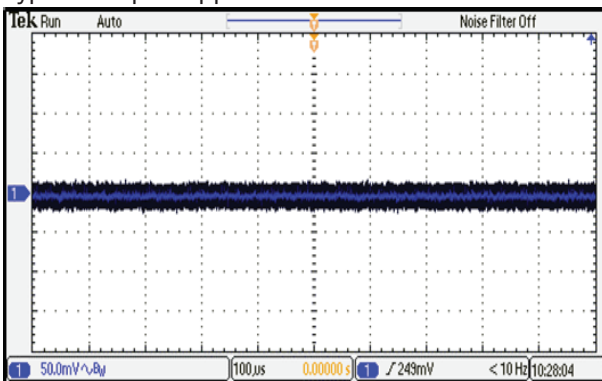 Tek Run Auto Noise Filter Off
1
1 50.0mV∿BW 100µs 0.00000 s 1 ∫ 249mV < 10 Hz 10:28:04